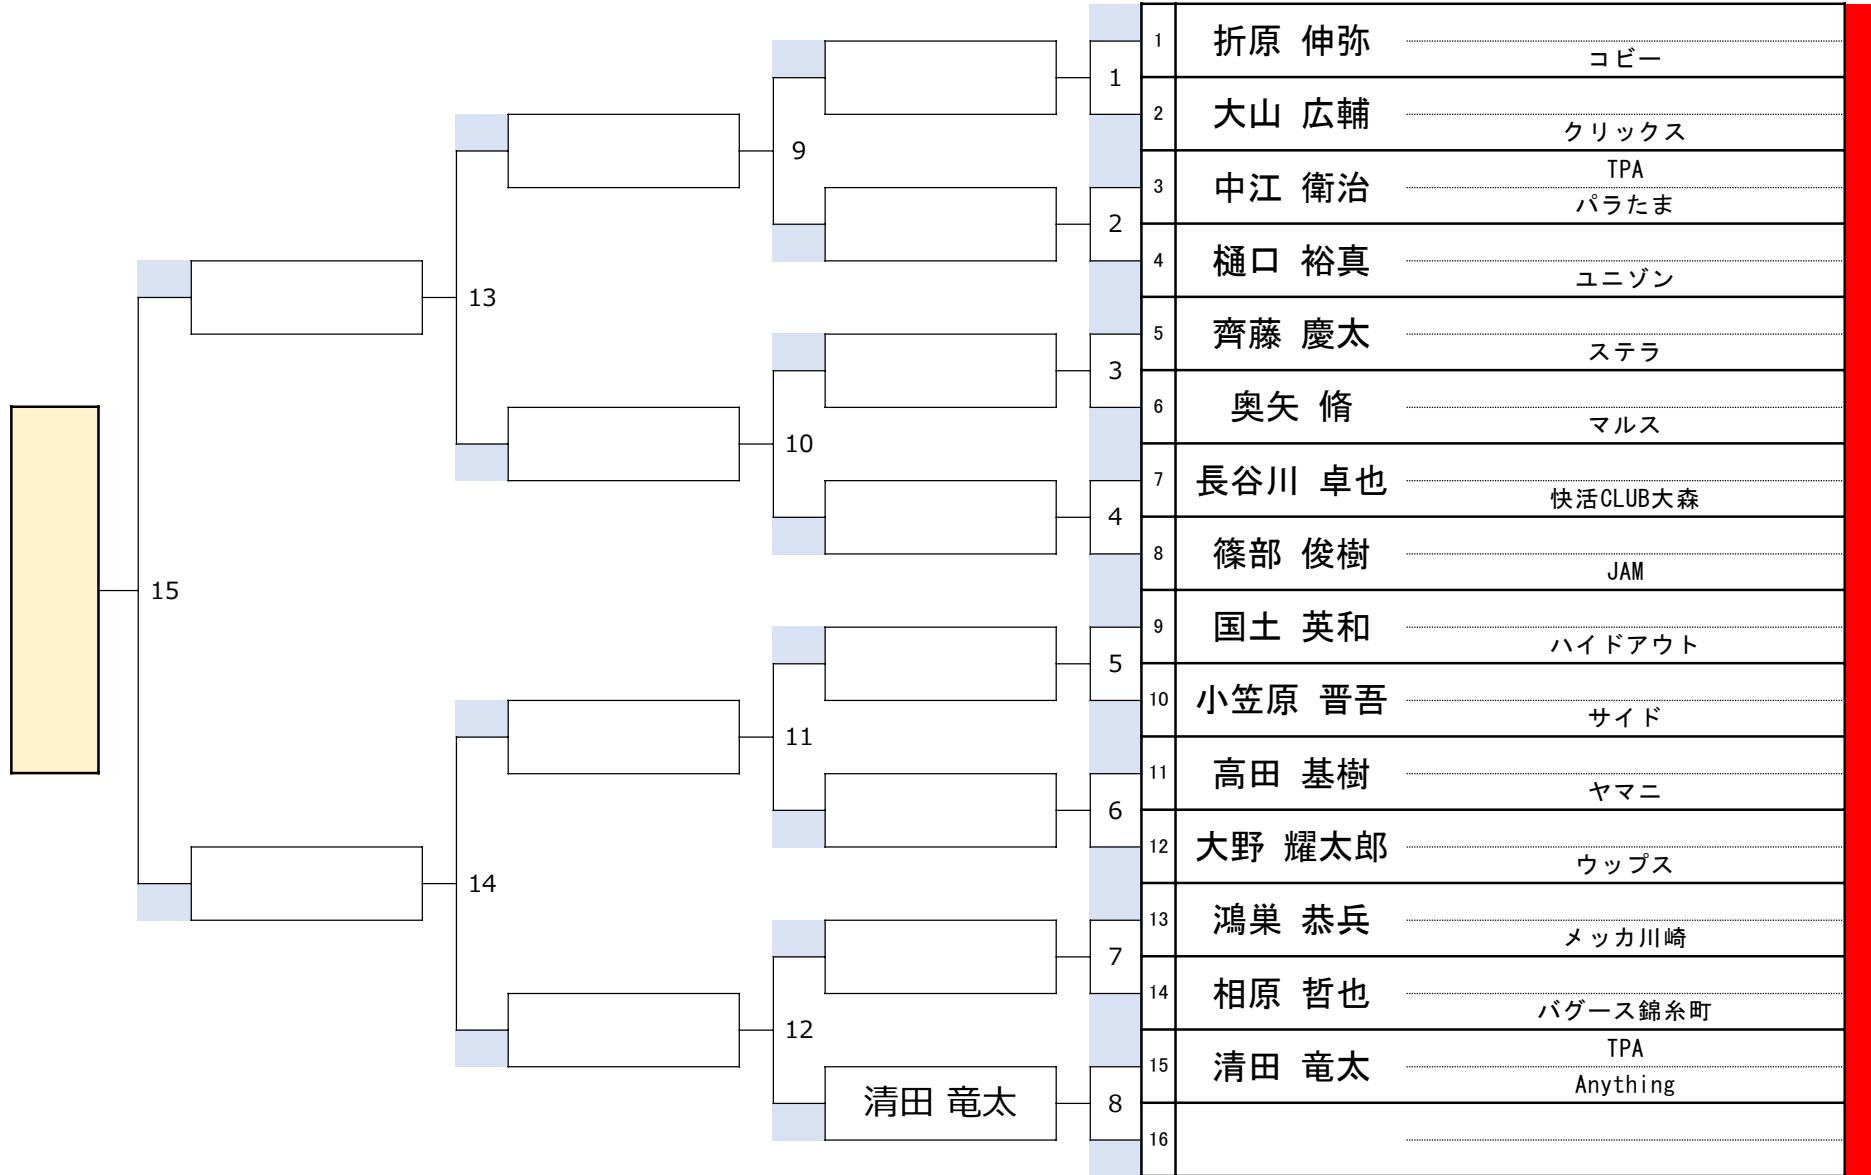 1 折原 伸弥
コビー
1
2 大山 広輔
クリックス
9
3 中江 衛治 TPA
パラたま
2
4 樋口 裕真
ユニゾン
13
5 齊藤 慶太
ステラ
3
6 奥矢 脩
マルス
10
7 長谷川 卓也
快活CLUB大森
4
8 篠部 俊樹
JAM
15
9 国土 英和
ハイドアウト
5
10 小笠原 晋吾
サイド
11
11 高田 基樹
ヤマニ
6
12 大野 耀太郎
ウップス
14
13 鴻巣 恭兵
メッカ川崎
7
14 相原 哲也
バグース錦糸町
12
15 清田 竜太 TPA
Anything
清田 竜太 8
16